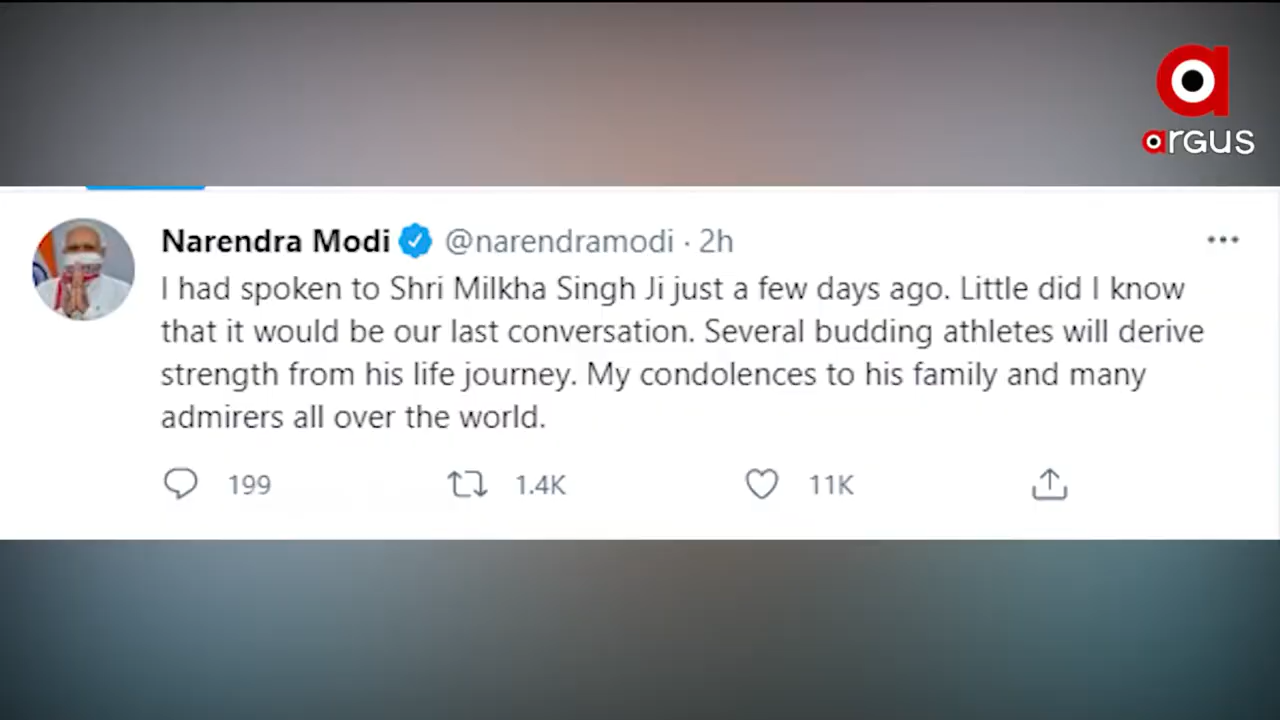 a
argus
Narendra Modi @narendramodi · 2h
I had spoken to Shri Milkha Singh Ji just a few days ago. Little did I know
that it would be our last conversation. Several budding athletes will derive
strength from his life journey. My condolences to his family and many
admirers all over the world.
199 1.4K 11K